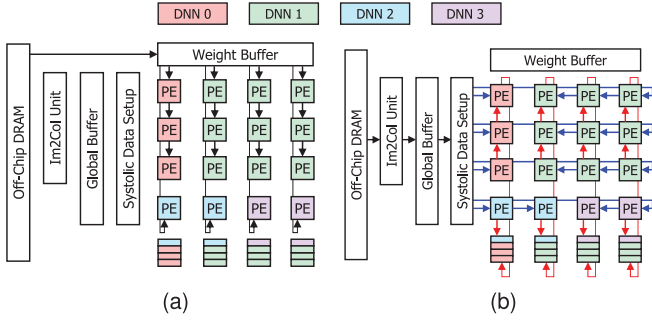 DNN 0 DNN 1 DNN 2 DNN 3
Off-Chip DRAM
Im2Col Unit
Global Buffer
Systolic Data Setup
Weight Buffer
PE PE PE PE
PE PE PE PE
PE PE PE PE
PE PE PE PE
(a)
Off-Chip DRAM
Im2Col Unit
Global Buffer
Systolic Data Setup
Weight Buffer
PE PE PE PE
PE PE PE PE
PE PE PE PE
PE PE PE PE
(b)